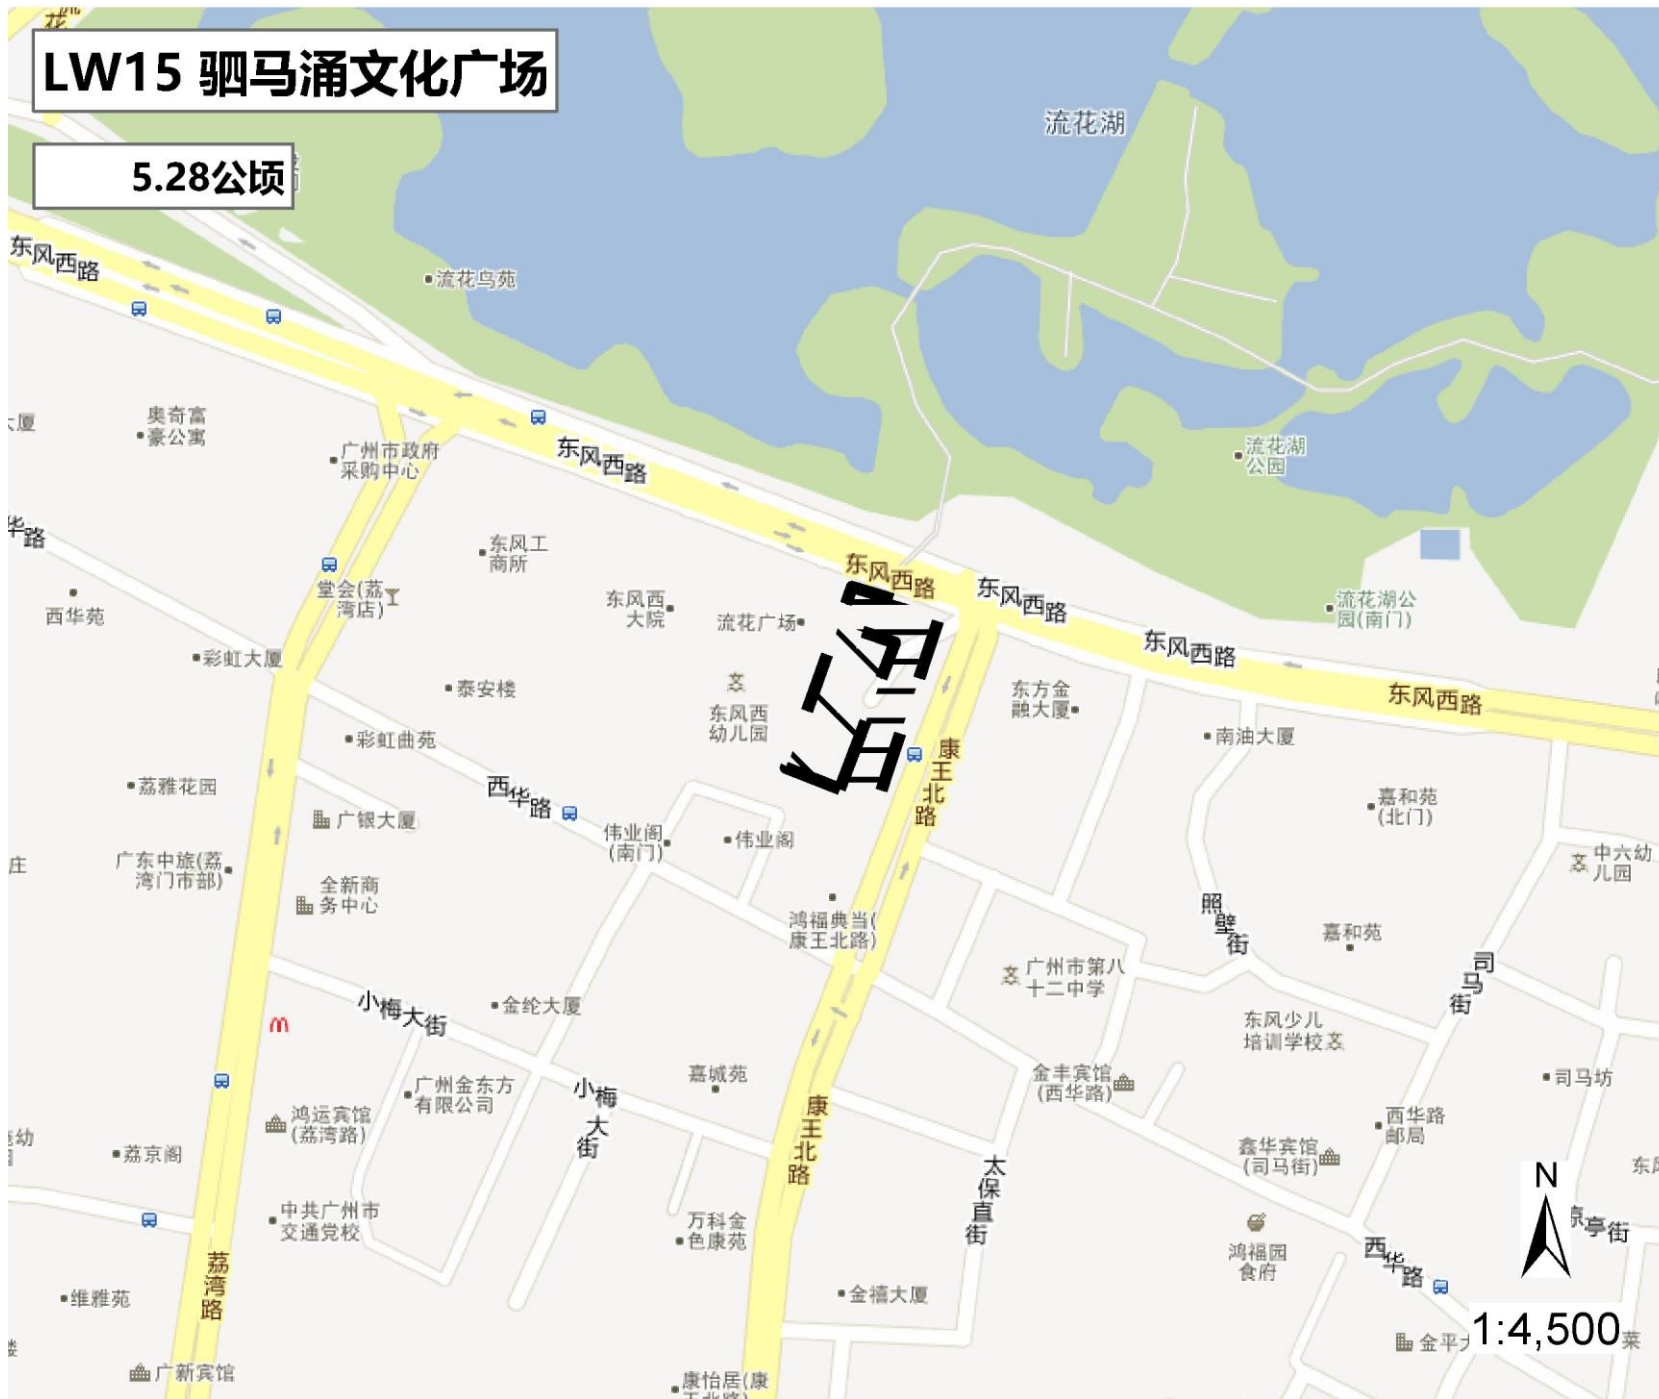 LW15 驷马涌文化广场
5.28公顷
流花湖
东风西路
流花鸟苑
奥奇富
豪公寓
广州市政府
采购中心
东风西路
流花湖
公园
华路
东风工
商所
西华苑
堂会(荔
湾店)
东风西
大院
流花广场
东风西路
东风西路
流花湖公
园(南门)
彩虹大厦
泰安楼
东风西
幼儿园
东方金
融大厦
东风西路
东风西路
彩虹曲苑
南油大厦
荔雅花园
西华路
康王北路
嘉和苑
(北门)
广银大厦
伟业阁
(南门)
伟业阁
广东中旅(荔
湾门市部)
中六幼
儿园
庄
全新商
务中心
鸿福典当(
康王北路)
照壁街
嘉和苑
广州市第八
十二中学
司马街
小梅大街
金纶大厦
东风少儿
培训学校
嘉城苑
金丰宾馆
(西华路)
司马坊
广州金东方
有限公司
小梅大街
康王北路
鸿运宾馆
(荔湾路)
西华路
邮局
荔京阁
太保直街
鑫华宾馆
(司马街)
中共广州市
交通党校
万科金
色康苑
N
亭街
荔湾路
鸿福园
食府
西华路
维雅苑
金禧大厦
1:4,500
金平大
菜
广新宾馆
康怡居(康
王北路)